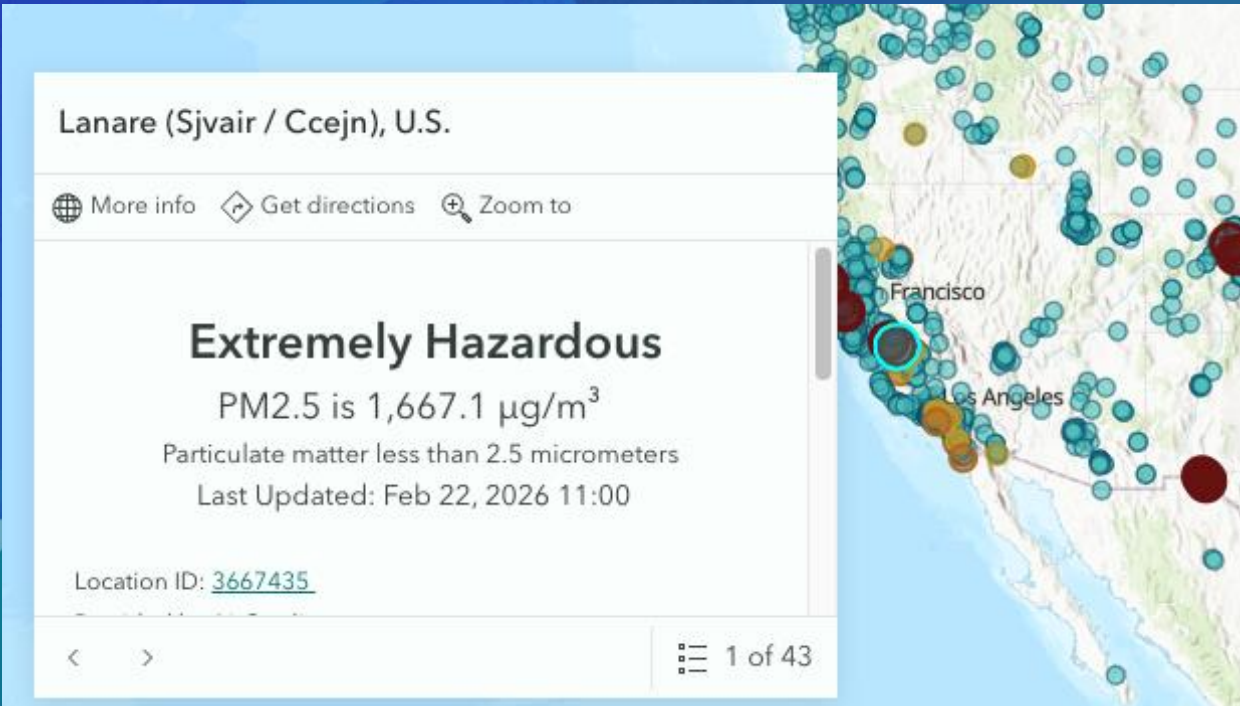 Lanare (Sjvair / Ccejn), U.S.
More info Get directions Zoom to
Extremely Hazardous
PM2.5 is 1,667.1 µg/m³
Particulate matter less than 2.5 micrometers
Last Updated: Feb 22, 2026 11:00
Location ID: 3667435
1 of 43
Francisco
Los Angeles